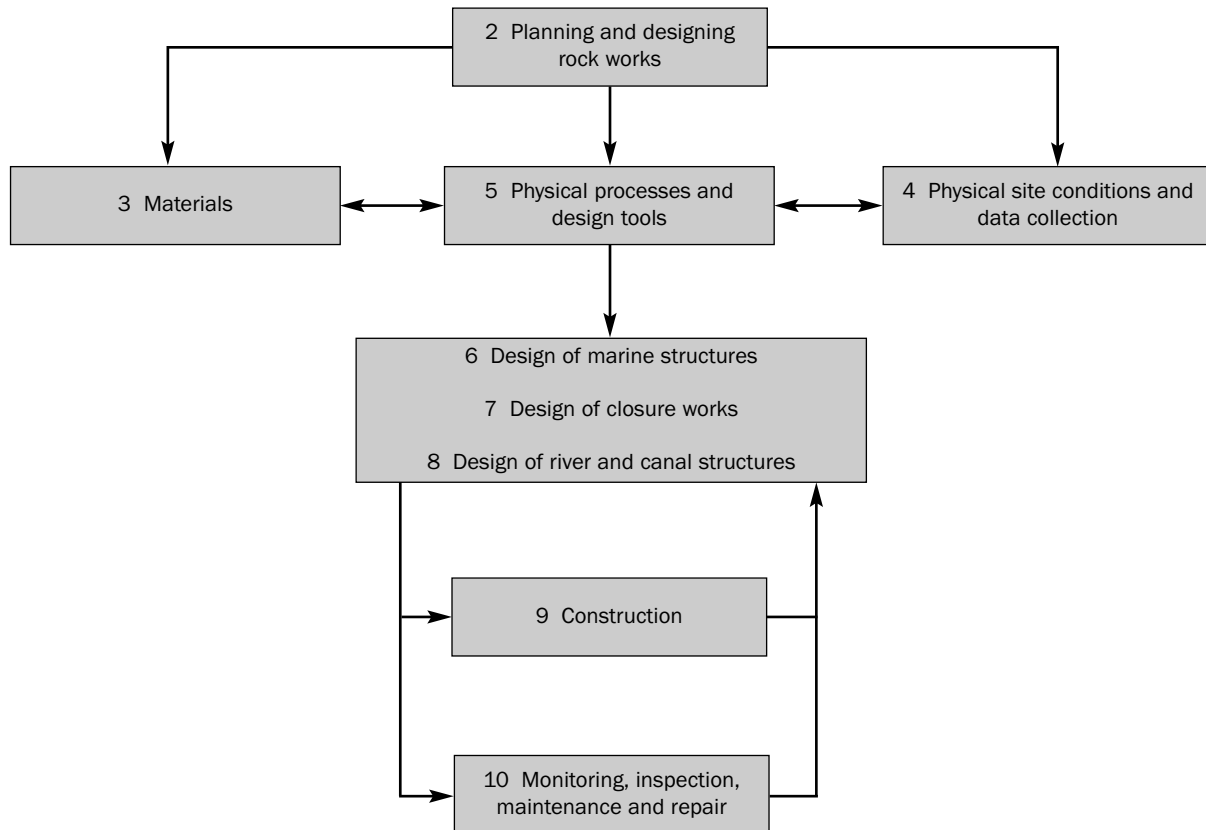 2 Planning and designing
rock works
3 Materials
5 Physical processes and
design tools
4 Physical site conditions and
data collection
6 Design of marine structures
7 Design of closure works
8 Design of river and canal structures
9 Construction
10 Monitoring, inspection,
maintenance and repair